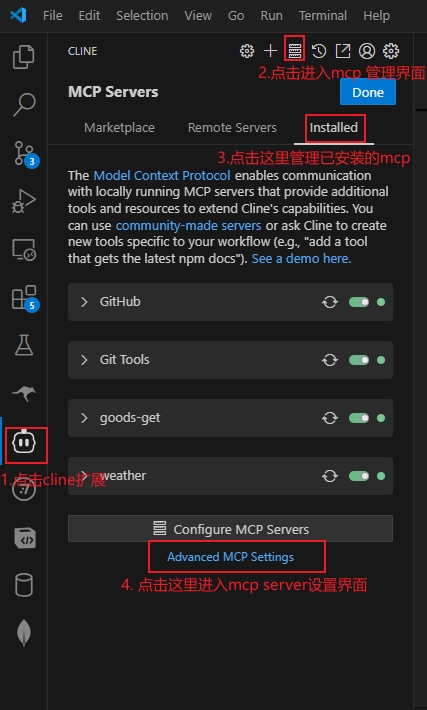 File Edit Selection View Go Run Terminal Help
CLINE
2.点击进入mcp 管理界面
MCP Servers
Done
Marketplace Remote Servers Installed
3.点击这里管理已安装的mcp
The Model Context Protocol enables communication
with locally running MCP servers that provide additional
tools and resources to extend Cline's capabilities. You
can use community-made servers or ask Cline to create
new tools specific to your workflow (e.g., "add a tool
that gets the latest npm docs"). See a demo here.
3
GitHub
5
Git Tools
goods-get
1.点击cline扩展
weather
Configure MCP Servers
Advanced MCP Settings
4. 点击这里进入mcp server设置界面